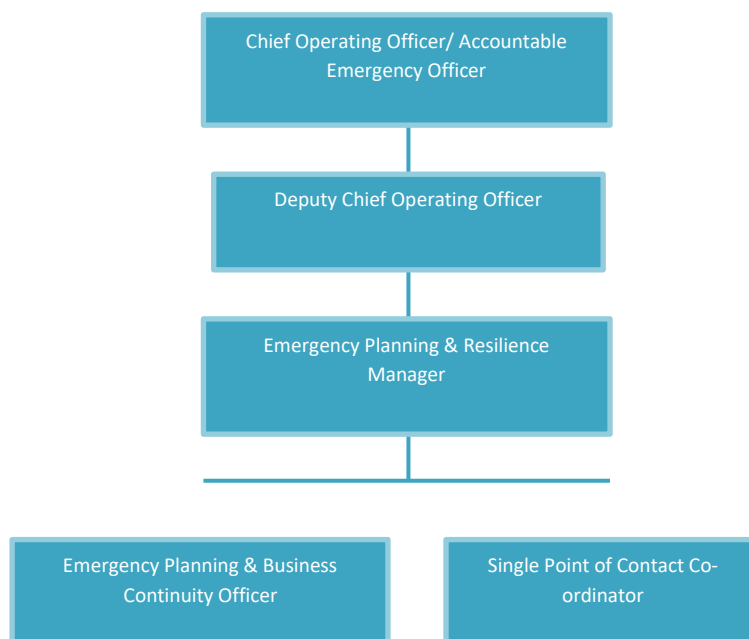 Chief Operating Officer/ Accountable
Emergency Officer
Deputy Chief Operating Officer
Emergency Planning & Resilience
Manager
Emergency Planning & Business
Continuity Officer
Single Point of Contact Co-
ordinator